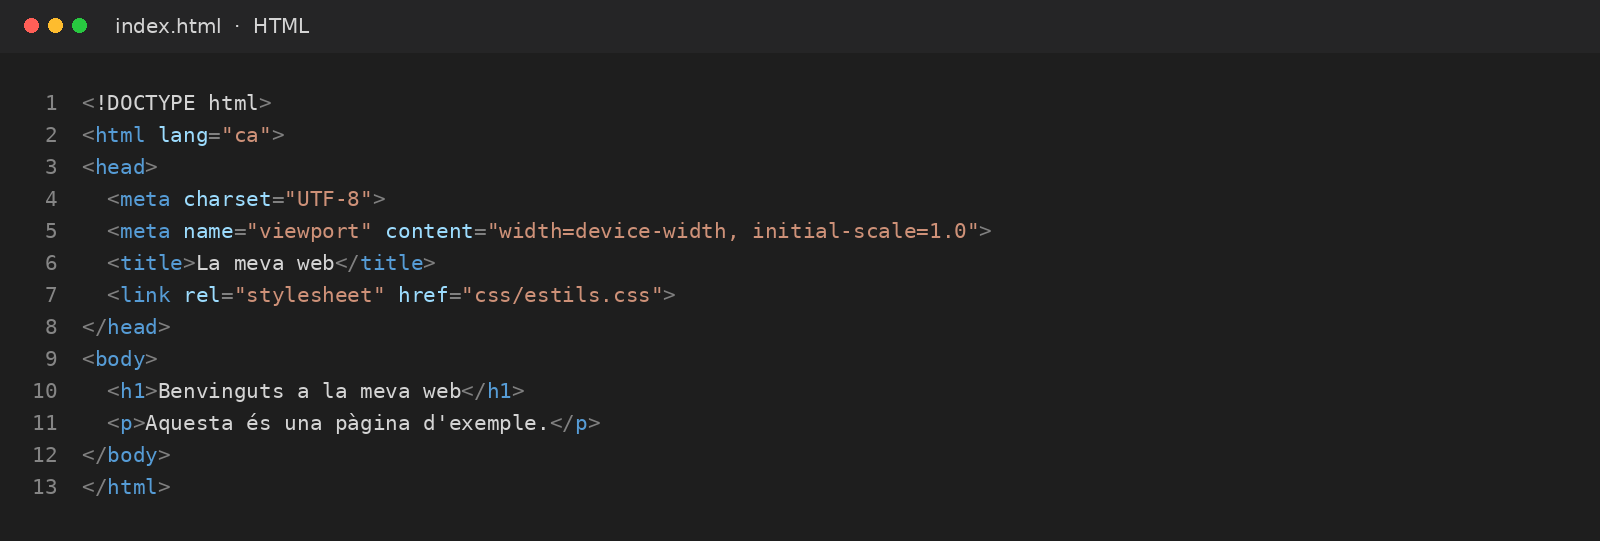 index.html · HTML
1 <!DOCTYPE html>
2 <html lang="ca">
3 <head>
4   <meta charset="UTF-8">
5   <meta name="viewport" content="width=device-width, initial-scale=1.0">
6   <title>La meva web</title>
7   <link rel="stylesheet" href="css/estils.css">
8 </head>
9 <body>
10   <h1>Benvinguts a la meva web</h1>
11   <p>Aquesta és una pàgina d'exemple.</p>
12 </body>
13 </html>